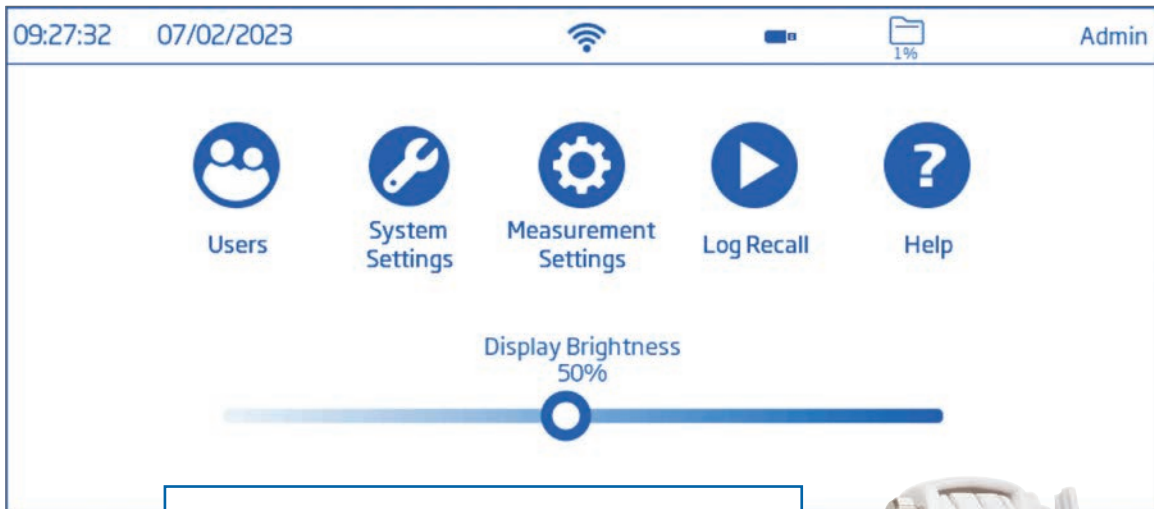 09:27:32 07/02/2023 1% Admin
Users
System
Settings
Measurement
Settings
Log Recall
?
Help
Display Brightness
50%